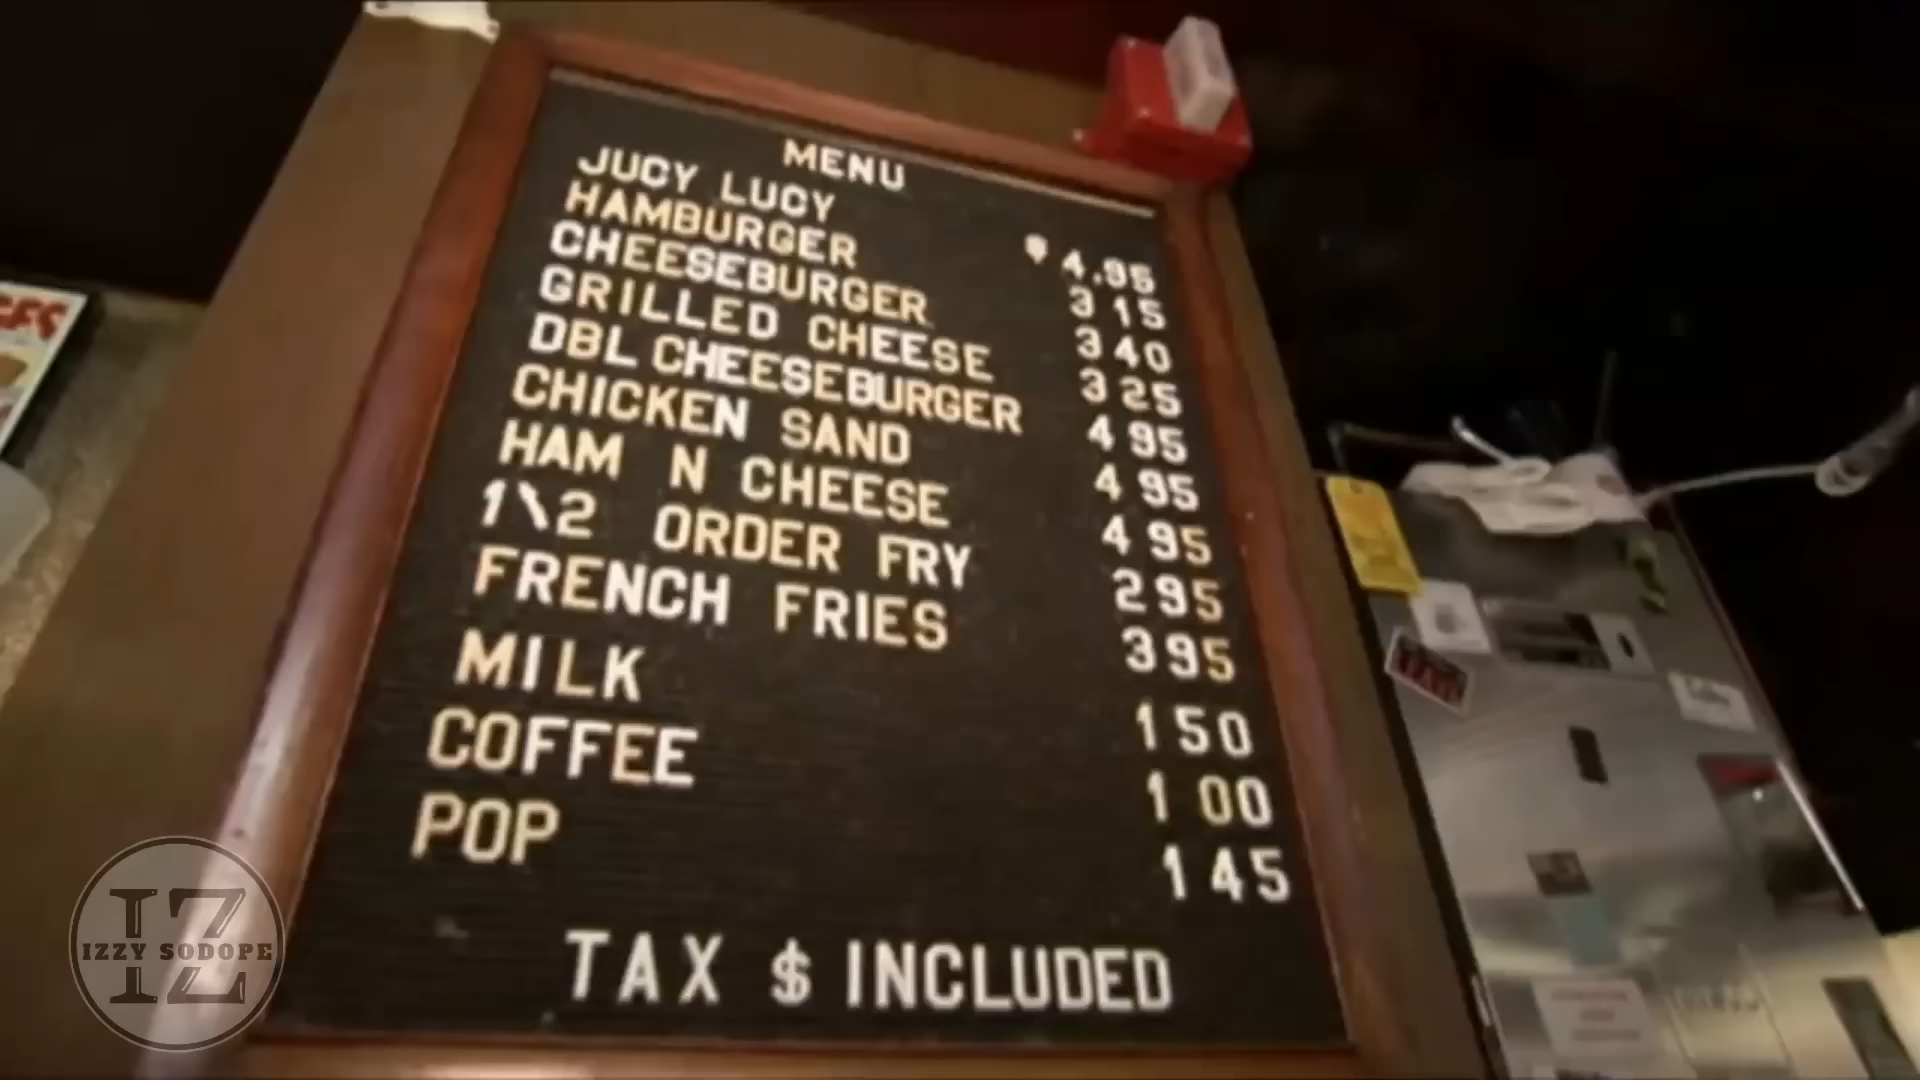 MENU
JUCY LUCY 4.95
HAMBURGER 3 15
CHEESEBURGER 3 40
GRILLED CHEESE 3 25
DBL CHEESEBURGER 4 95
CHICKEN SAND 4 95
HAM N CHEESE 4 95
1\2 ORDER FRY 2 95
FRENCH FRIES 3 95
MILK 1 50
COFFEE 1 00
POP 1 45
TAX $ INCLUDED
IZ
IZZY SODOPE